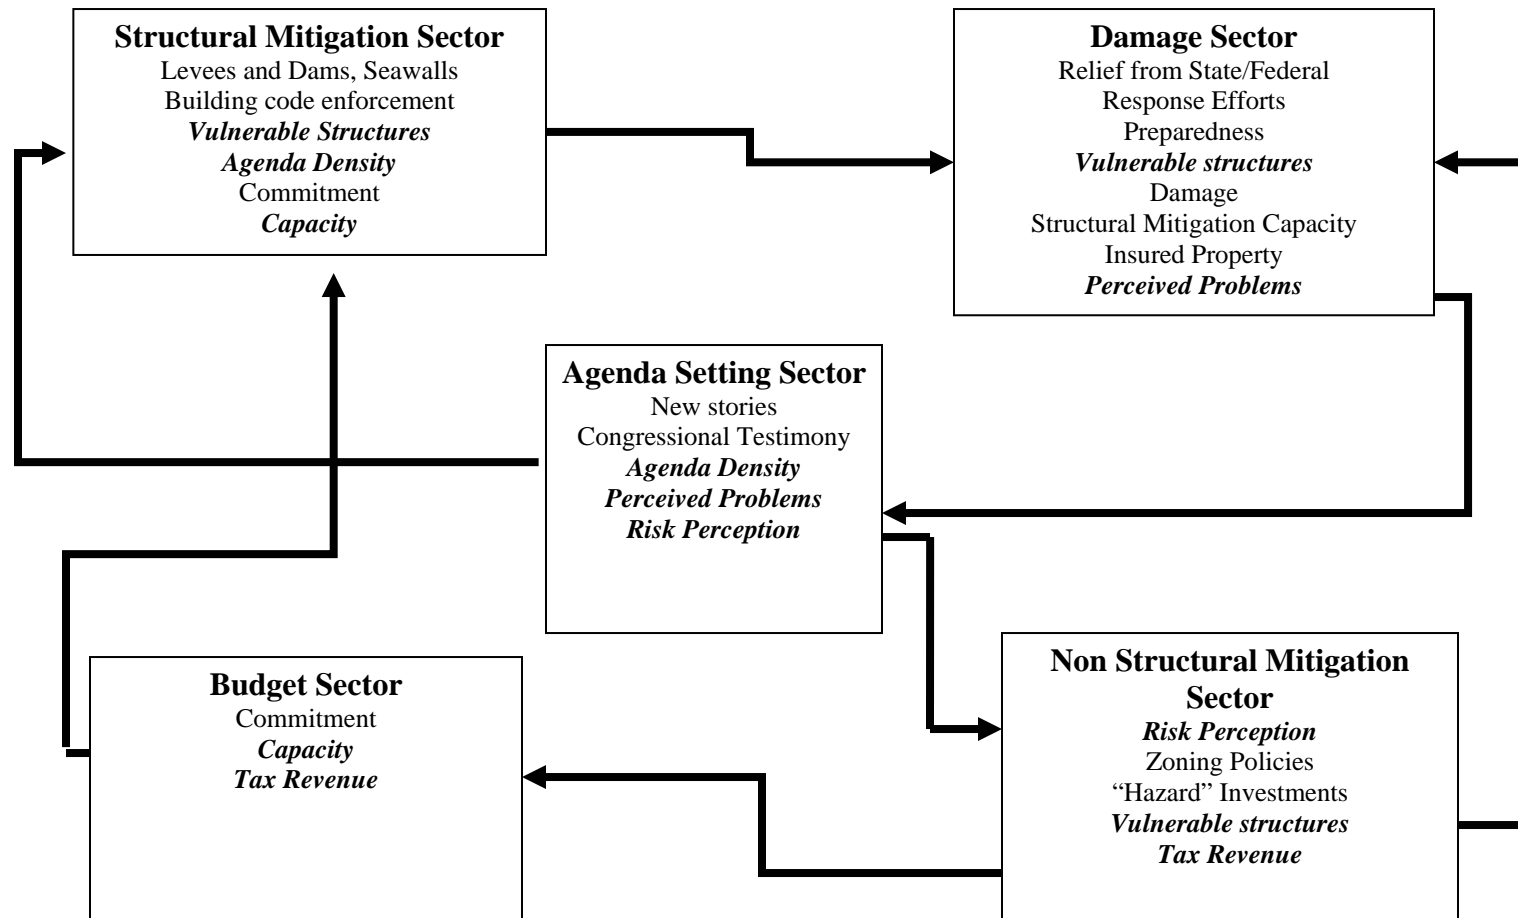 Structural Mitigation Sector
Levees and Dams, Seawalls
Building code enforcement
Vulnerable Structures
Agenda Density
Commitment
Capacity
Damage Sector
Relief from State/Federal
Response Efforts
Preparedness
Vulnerable structures
Damage
Structural Mitigation Capacity
Insured Property
Perceived Problems
Agenda Setting Sector
New stories
Congressional Testimony
Agenda Density
Perceived Problems
Risk Perception
Budget Sector
Commitment
Capacity
Tax Revenue
Non Structural Mitigation
Sector
Risk Perception
Zoning Policies
“Hazard” Investments
Vulnerable structures
Tax Revenue